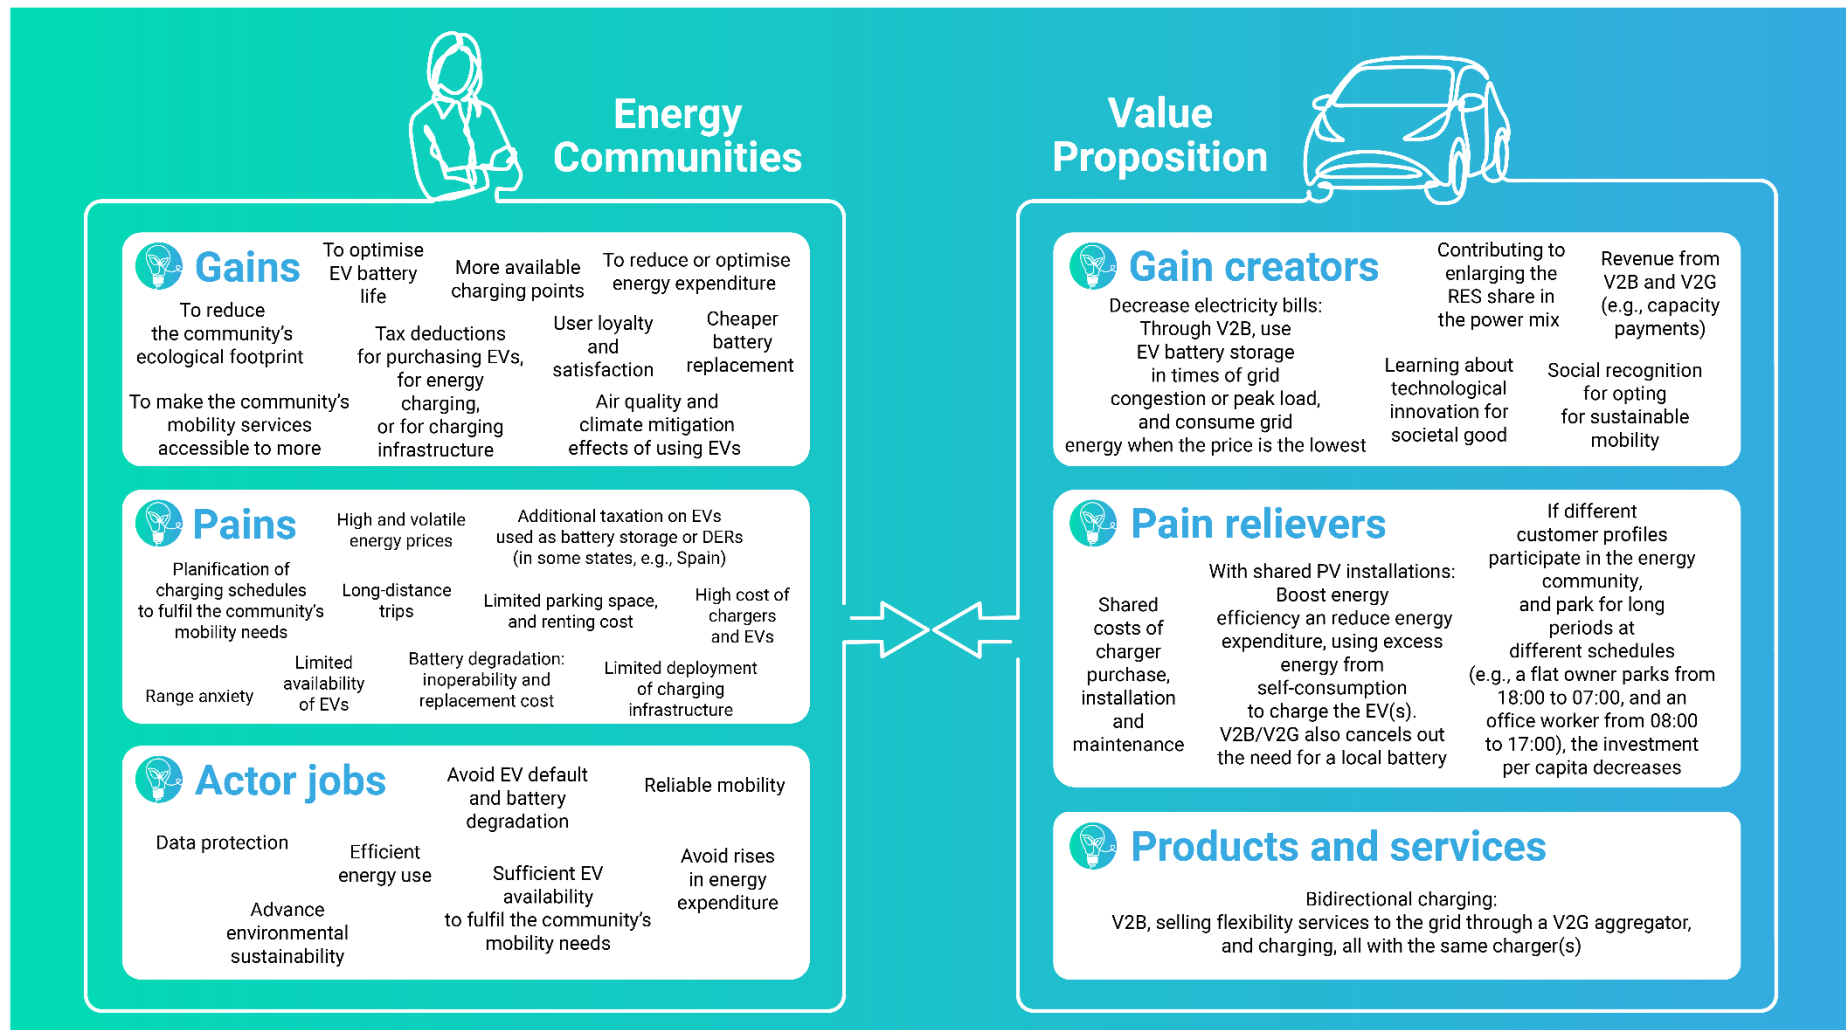 Energy
Communities
Value
Proposition
Gains
To optimise
EV battery
life
More available
charging points
To reduce or optimise
energy expenditure
To reduce
the community's
ecological footprint
Tax deductions
for purchasing EVs,
for energy
charging,
or for charging
infrastructure
User loyalty
and
satisfaction
Cheaper
battery
replacement
To make the community's
mobility services
accessible to more
Air quality and
climate mitigation
effects of using EVs
Pains
High and volatile
energy prices
Additional taxation on EVs
used as battery storage or DERs
(in some states, e.g., Spain)
Planification of
charging schedules
to fulfil the community's
mobility needs
Long-distance
trips
Limited parking space,
and renting cost
High cost of
chargers
and EVs
Range anxiety
Limited
availability
of EVs
Battery degradation:
inoperability and
replacement cost
Limited deployment
of charging
infrastructure
Actor jobs
Avoid EV default
and battery
degradation
Reliable mobility
Data protection
Efficient
energy use
Sufficient EV
availability
to fulfil the community's
mobility needs
Avoid rises
in energy
expenditure
Advance
environmental
sustainability
Gain creators
Decrease electricity bills:
Through V2B, use
EV battery storage
in times of grid
congestion or peak load,
and consume grid
energy when the price is the lowest
Contributing to
enlarging the
RES share in
the power mix
Revenue from
V2B and V2G
(e.g., capacity
payments)
Learning about
technological
innovation for
societal good
Social recognition
for opting
for sustainable
mobility
Pain relievers
Shared
costs of
charger
purchase,
installation
and
maintenance
With shared PV installations:
Boost energy
efficiency an reduce energy
expenditure, using excess
energy from
self-consumption
to charge the EV(s).
V2B/V2G also cancels out
the need for a local battery
If different
customer profiles
participate in the energy
community,
and park for long
periods at
different schedules
(e.g., a flat owner parks from
18:00 to 07:00, and an
office worker from 08:00
to 17:00), the investment
per capita decreases
Products and services
Bidirectional charging:
V2B, selling flexibility services to the grid through a V2G aggregator,
and charging, all with the same charger(s)